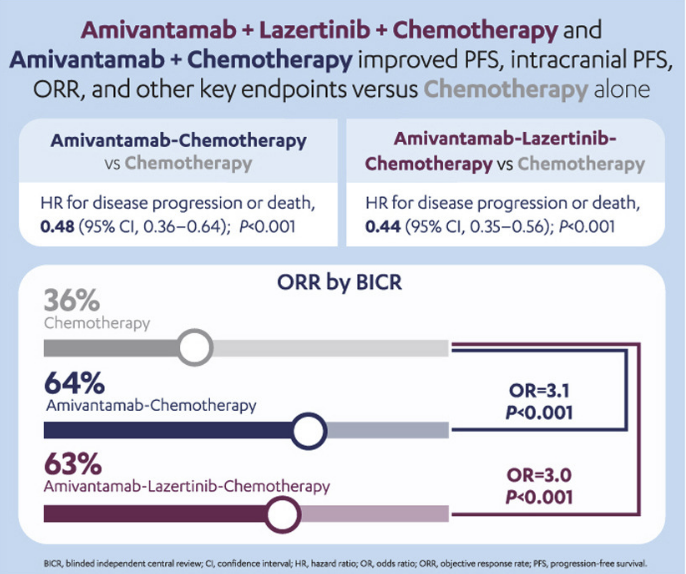 Amivantamab + Lazertinib + Chemotherapy and
Amivantamab + Chemotherapy improved PFS, intracranial PFS,
ORR, and other key endpoints versus Chemotherapy alone
Amivantamab-Chemotherapy
vs Chemotherapy
HR for disease progression or death,
0.48 (95% CI, 0.36–0.64); P<0.001
Amivantamab-Lazertinib-
Chemotherapy vs Chemotherapy
HR for disease progression or death,
0.44 (95% CI, 0.35–0.56); P<0.001
ORR by BICR
36%
Chemotherapy
64%
Amivantamab-Chemotherapy
OR=3.1
P<0.001
63%
Amivantamab-Lazertinib-Chemotherapy
OR=3.0
P<0.001
BICR, blinded independent central review; CI, confidence interval; HR, hazard ratio; OR, odds ratio; ORR, objective response rate; PFS, progression-free survival.